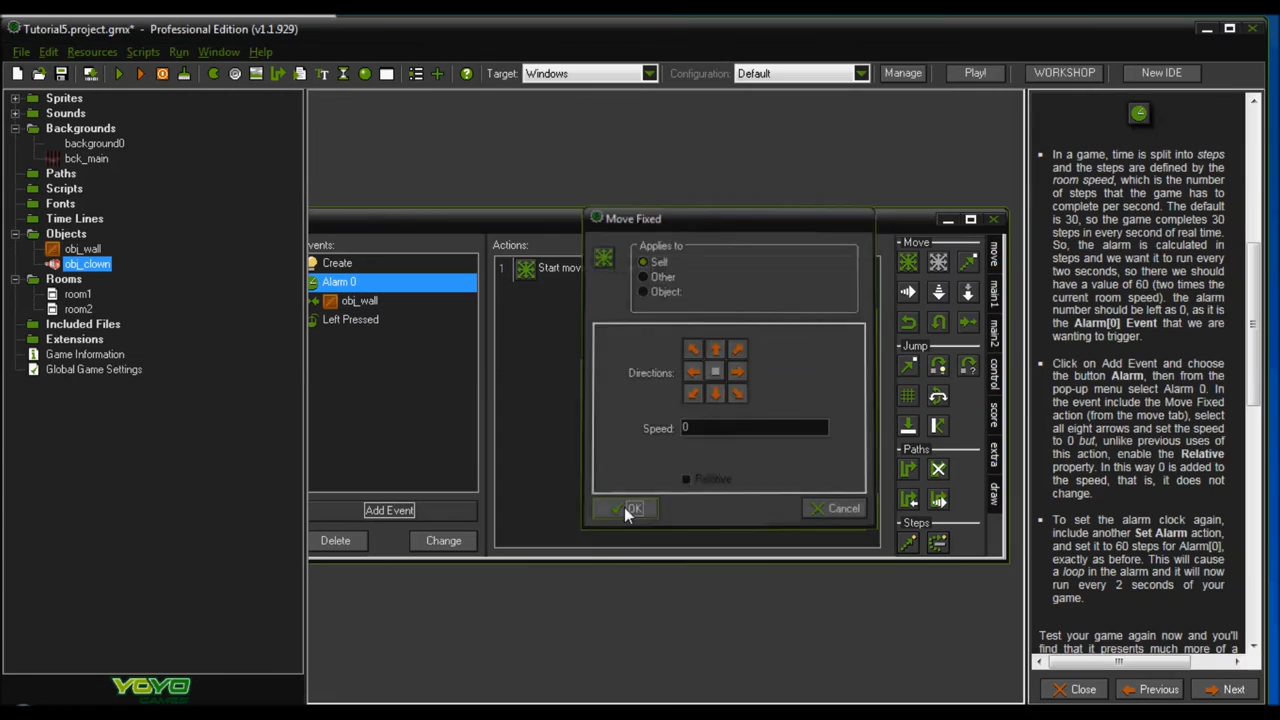 Tutorial5.project.gmx* - Professional Edition (v1.1.929)
File Edit Resources Scripts Run Window Help
Target: Windows Configuration: Default Manage Play! WORKSHOP New IDE
Sprites
Sounds
Backgrounds
background0
bck_main
Paths
Scripts
Fonts
Time Lines
Objects
obj_wall
obj_clown
Rooms
room1
room2
Included Files
Extensions
Game Information
Global Game Settings
YOYO
GAMES
vents:
Create
Alarm 0
obj_wall
Left Pressed
Add Event
Delete Change
Actions:
1 Start mov
Move Fixed
Applies to
Self
Other
Object:
Directions:
Speed: 0
Relative
OK Cancel
Move
Jump
Paths
Steps
move
main1
main2
control
score
extra
draw
In a game, time is split into steps
and the steps are defined by the
room speed, which is the number
of steps that the game has to
complete per second. The default
is 30, so the game completes 30
steps in every second of real time.
So, the alarm is calculated in
steps and we want it to run every
two seconds, so there we should
have a value of 60 (two times the
current room speed). the alarm
number should be left as 0, as it is
the Alarm[0] Event that we are
wanting to trigger.
Click on Add Event and choose
the button Alarm, then from the
pop-up menu select Alarm 0. In
the event include the Move Fixed
action (from the move tab), select
all eight arrows and set the speed
to 0 but, unlike previous uses of
this action, enable the Relative
property. In this way 0 is added to
the speed, that is, it does not
change.
To set the alarm clock again,
include another Set Alarm action,
and set it to 60 steps for Alarm[0],
exactly as before. This will cause
a loop in the alarm and it will now
run every 2 seconds of your
game.
Test your game again now and you'll
find that it presents much more of a
Close Previous Next